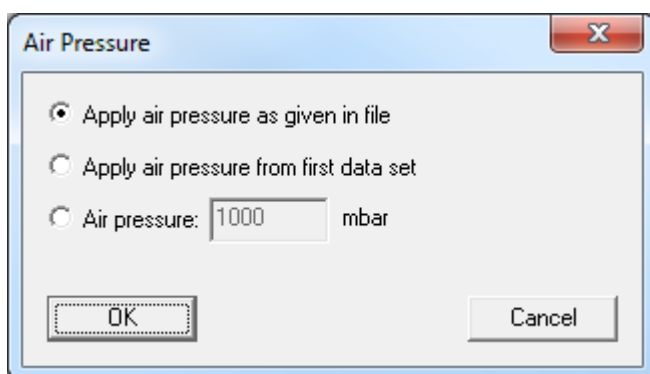 Air Pressure
Apply air pressure as given in file
Apply air pressure from first data set
Air pressure: 1000 mbar
OK Cancel